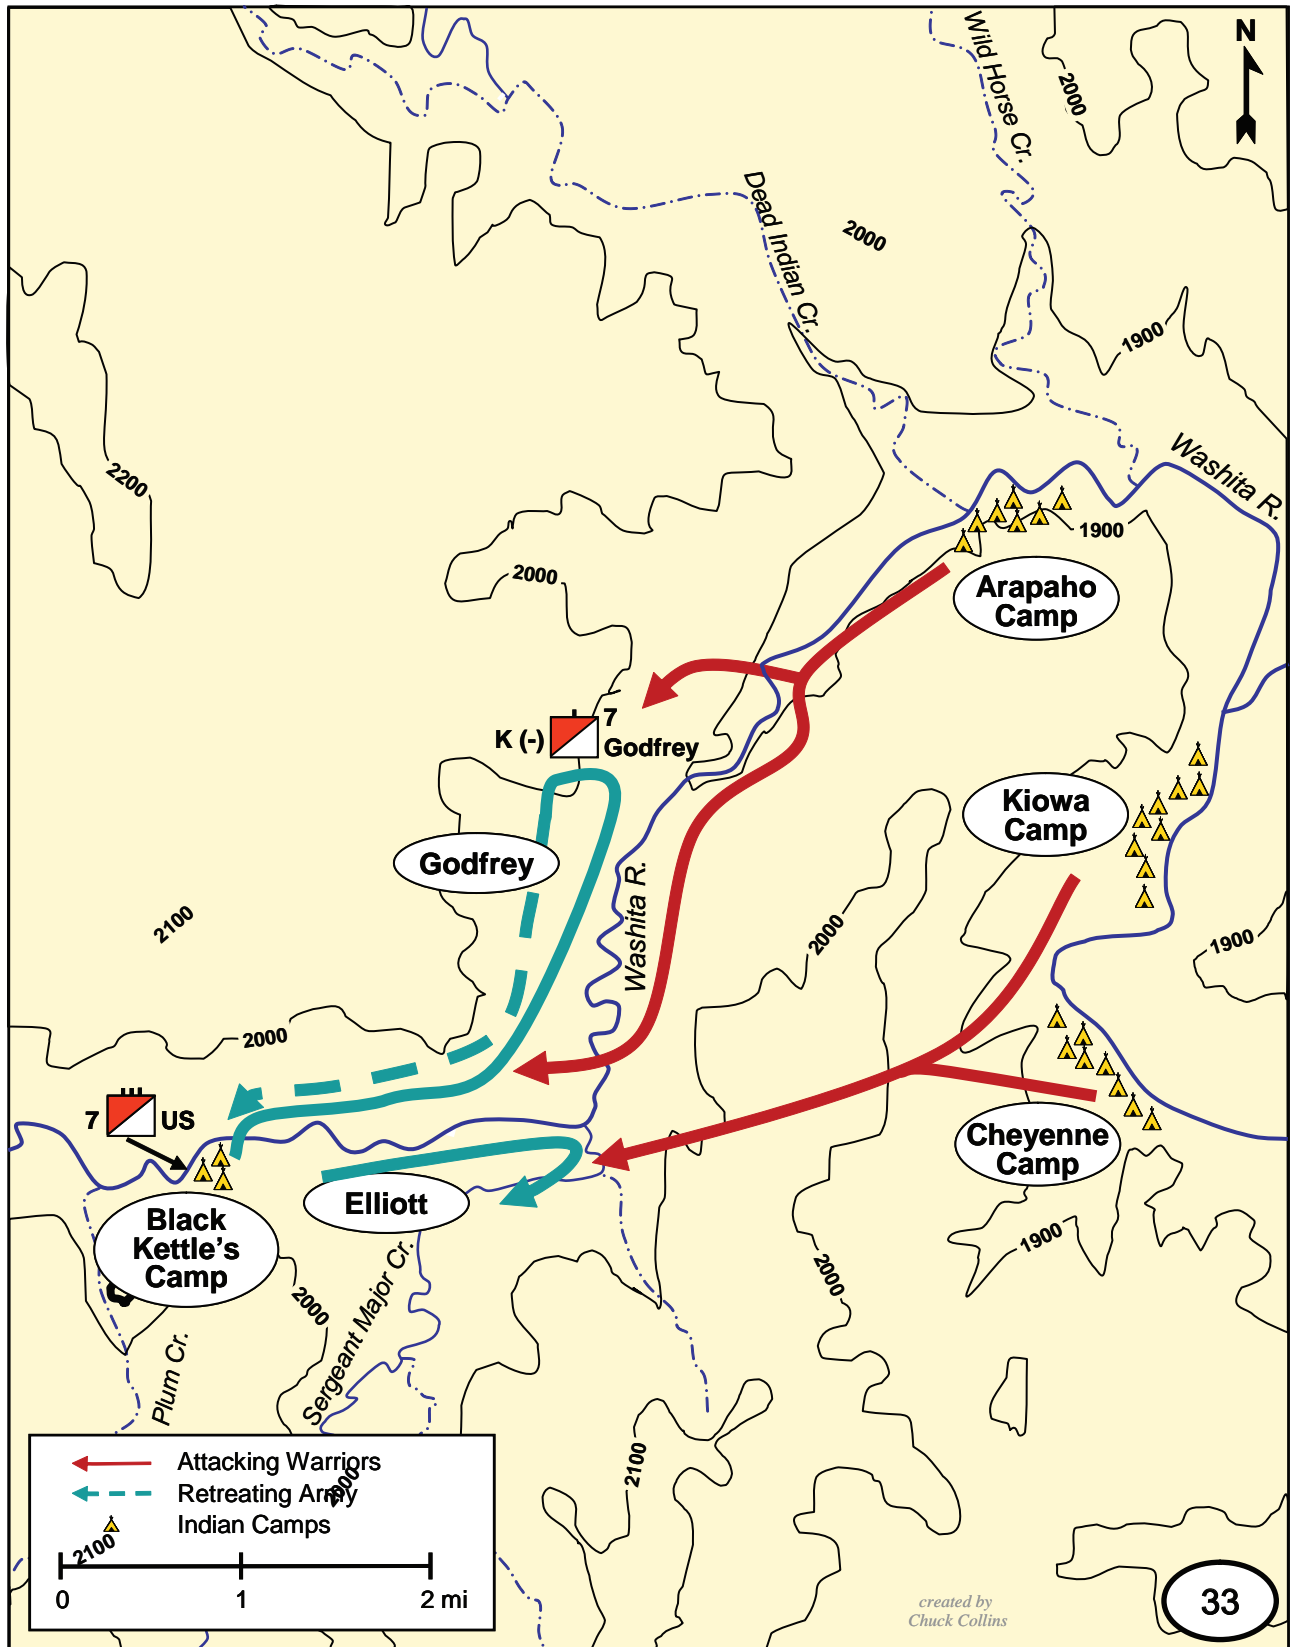 N
Wild Horse Cr.
2000
Dead Indian Cr.
2000
1900
Washita R.
2200
1900
2000
Arapaho
Camp
7
K (-)
Godfrey
Kiowa
Camp
Godfrey
Washita R.
2100
2000
1900
2000
7
US
Cheyenne
Camp
Elliott
Black
Kettle's
Camp
1900
2000
2000
Sergeant Major Cr.
Plum Cr.
2100
Attacking Warriors
2000
Retreating Army
Indian Camps
2100
0
1
2 mi
created by
Chuck Collins
33